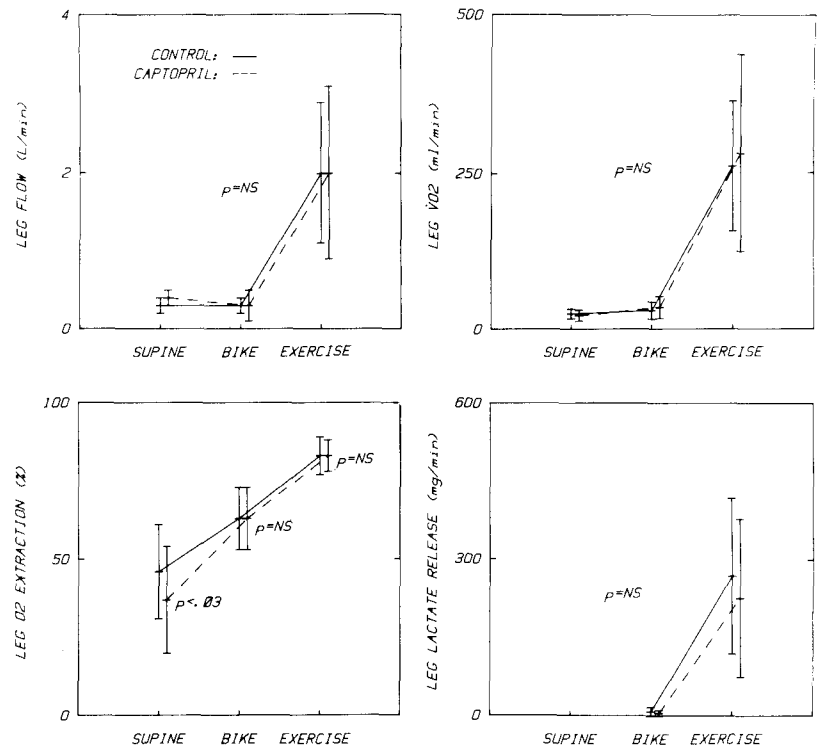 4
CONTROL:
CAPTOPRIL:
LEG FLOW (L/min)
2
p=NS
0
SUPINE BIKE EXERCISE
500
LEG V̇O2 (ml/min)
250
p=NS
0
SUPINE BIKE EXERCISE
100
LEG O2 EXTRACTION (%)
50
p<.03
p=NS
p=NS
0
SUPINE BIKE EXERCISE
600
LEG LACTATE RELEASE (mg/min)
300
p=NS
0
SUPINE BIKE EXERCISE